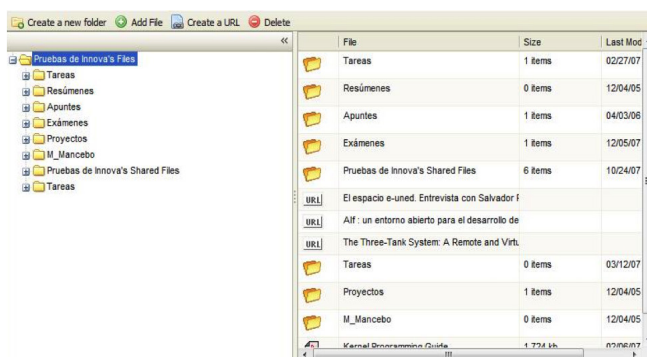 Create a new folder Add File Create a URL Delete
«
Pruebas de Innova's Files
Tareas
Resúmenes
Apuntes
Exámenes
Proyectos
M_Mancebo
Pruebas de Innova's Shared Files
Tareas
File Size Last Mod
Tareas 1 items 02/27/07
Resúmenes 0 items 12/04/05
Apuntes 1 items 04/03/06
Exámenes 1 items 12/05/07
Pruebas de Innova's Shared Files 6 items 10/24/07
URL El espacio e-uned. Entrevista con Salvador
URL Alf : un entorno abierto para el desarrollo de
URL The Three-Tank System: A Remote and Virtu
Tareas 0 items 03/12/07
Proyectos 1 items 12/04/05
M_Mancebo 0 items 12/04/05
Kernel Programming Guide 1.724 kb 02/06/07